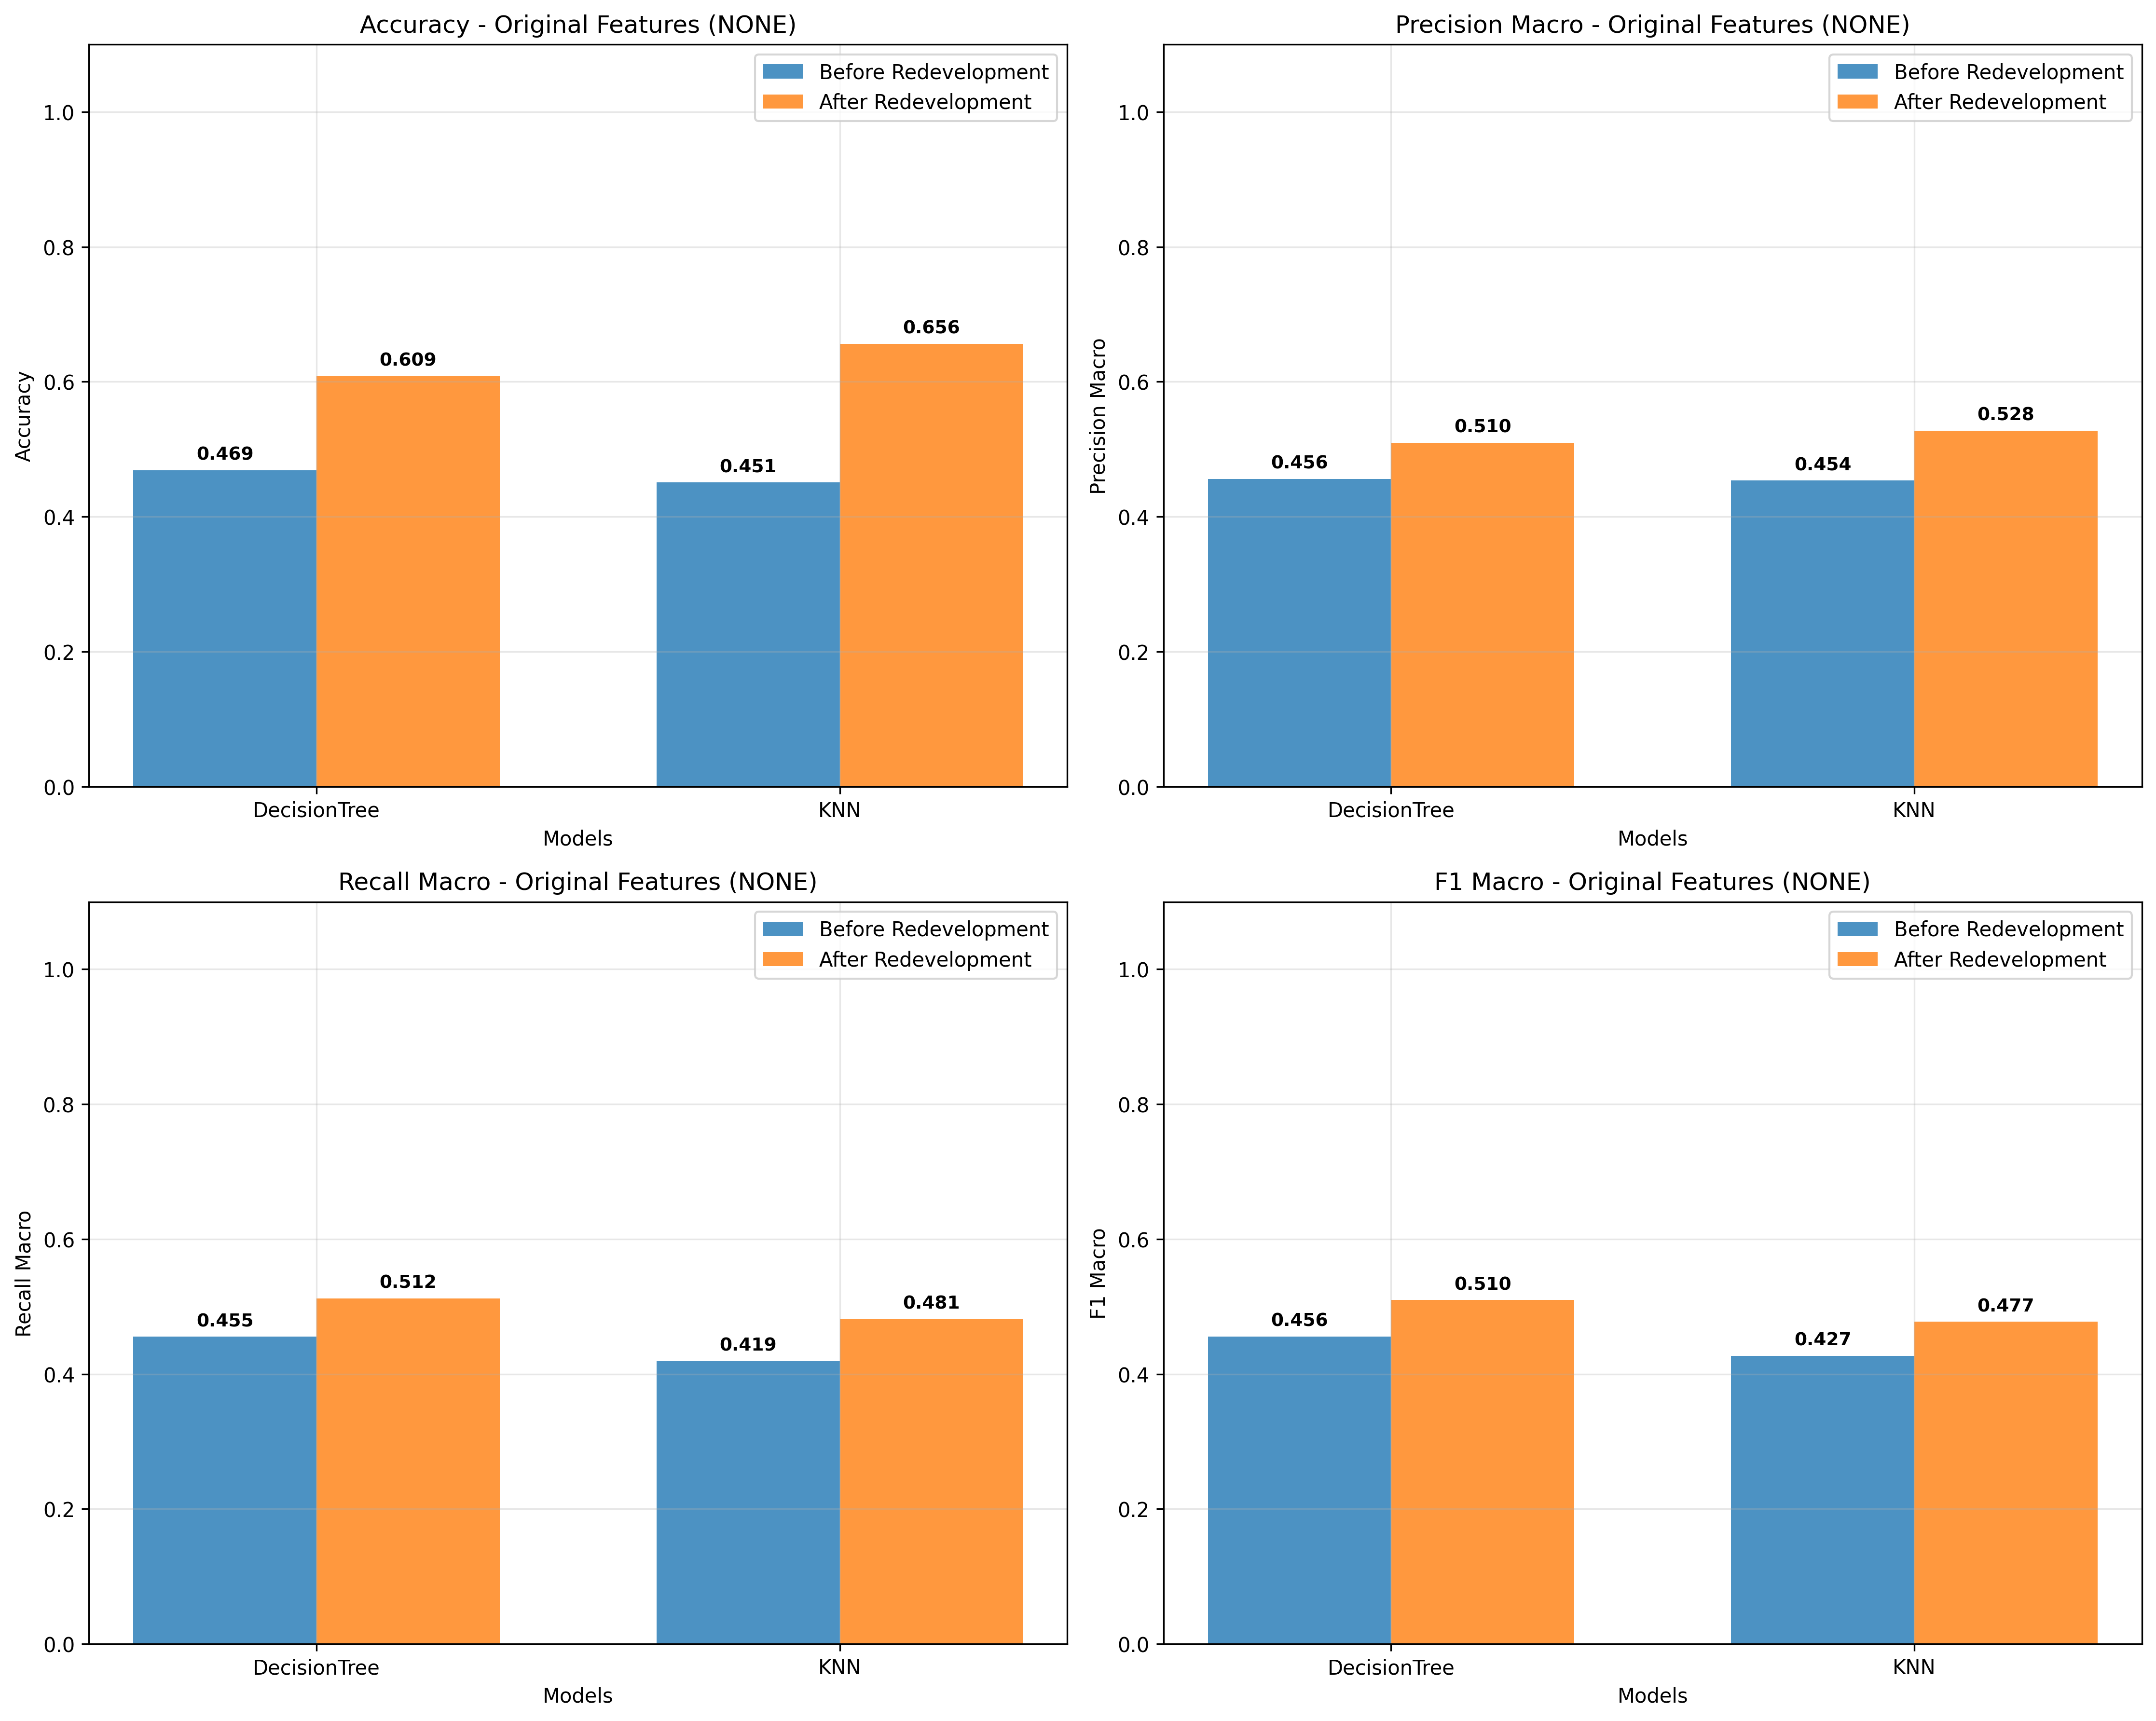 Accuracy - Original Features (NONE)
Before Redevelopment
After Redevelopment
1.0
0.8
0.6
0.4
0.2
0.0
Accuracy
0.469
0.609
0.451
0.656
DecisionTree
KNN
Models
Precision Macro - Original Features (NONE)
Before Redevelopment
After Redevelopment
1.0
0.8
0.6
0.4
0.2
0.0
Precision Macro
0.456
0.510
0.454
0.528
DecisionTree
KNN
Models
Recall Macro - Original Features (NONE)
Before Redevelopment
After Redevelopment
1.0
0.8
0.6
0.4
0.2
0.0
Recall Macro
0.455
0.512
0.419
0.481
DecisionTree
KNN
Models
F1 Macro - Original Features (NONE)
Before Redevelopment
After Redevelopment
1.0
0.8
0.6
0.4
0.2
0.0
F1 Macro
0.456
0.510
0.427
0.477
DecisionTree
KNN
Models